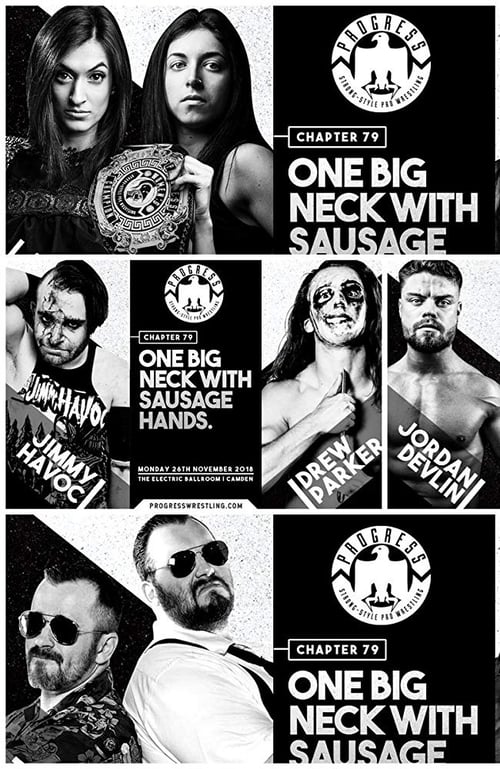 PROGRESS
STRONG-STYLE PRO WRESTLING
CHAPTER 79
ONE BIG
NECK WITH
SAUSAGE
PROGRESS
STRONG-STYLE PRO WRESTLING
CHAPTER 79
ONE BIG
NECK WITH
SAUSAGE
HANDS.
MONDAY 26TH NOVEMBER 2018
THE ELECTRIC BALLROOM | CAMDEN
PROGRESSWRESTLING.COM
JIMMY HAVOC
JIMMY
HAVOC
DREW
PARKER
JORDAN
DEVLIN
PROGRESS
STRONG-STYLE PRO WRESTLING
CHAPTER 79
ONE BIG
NECK WITH
SAUSAGE